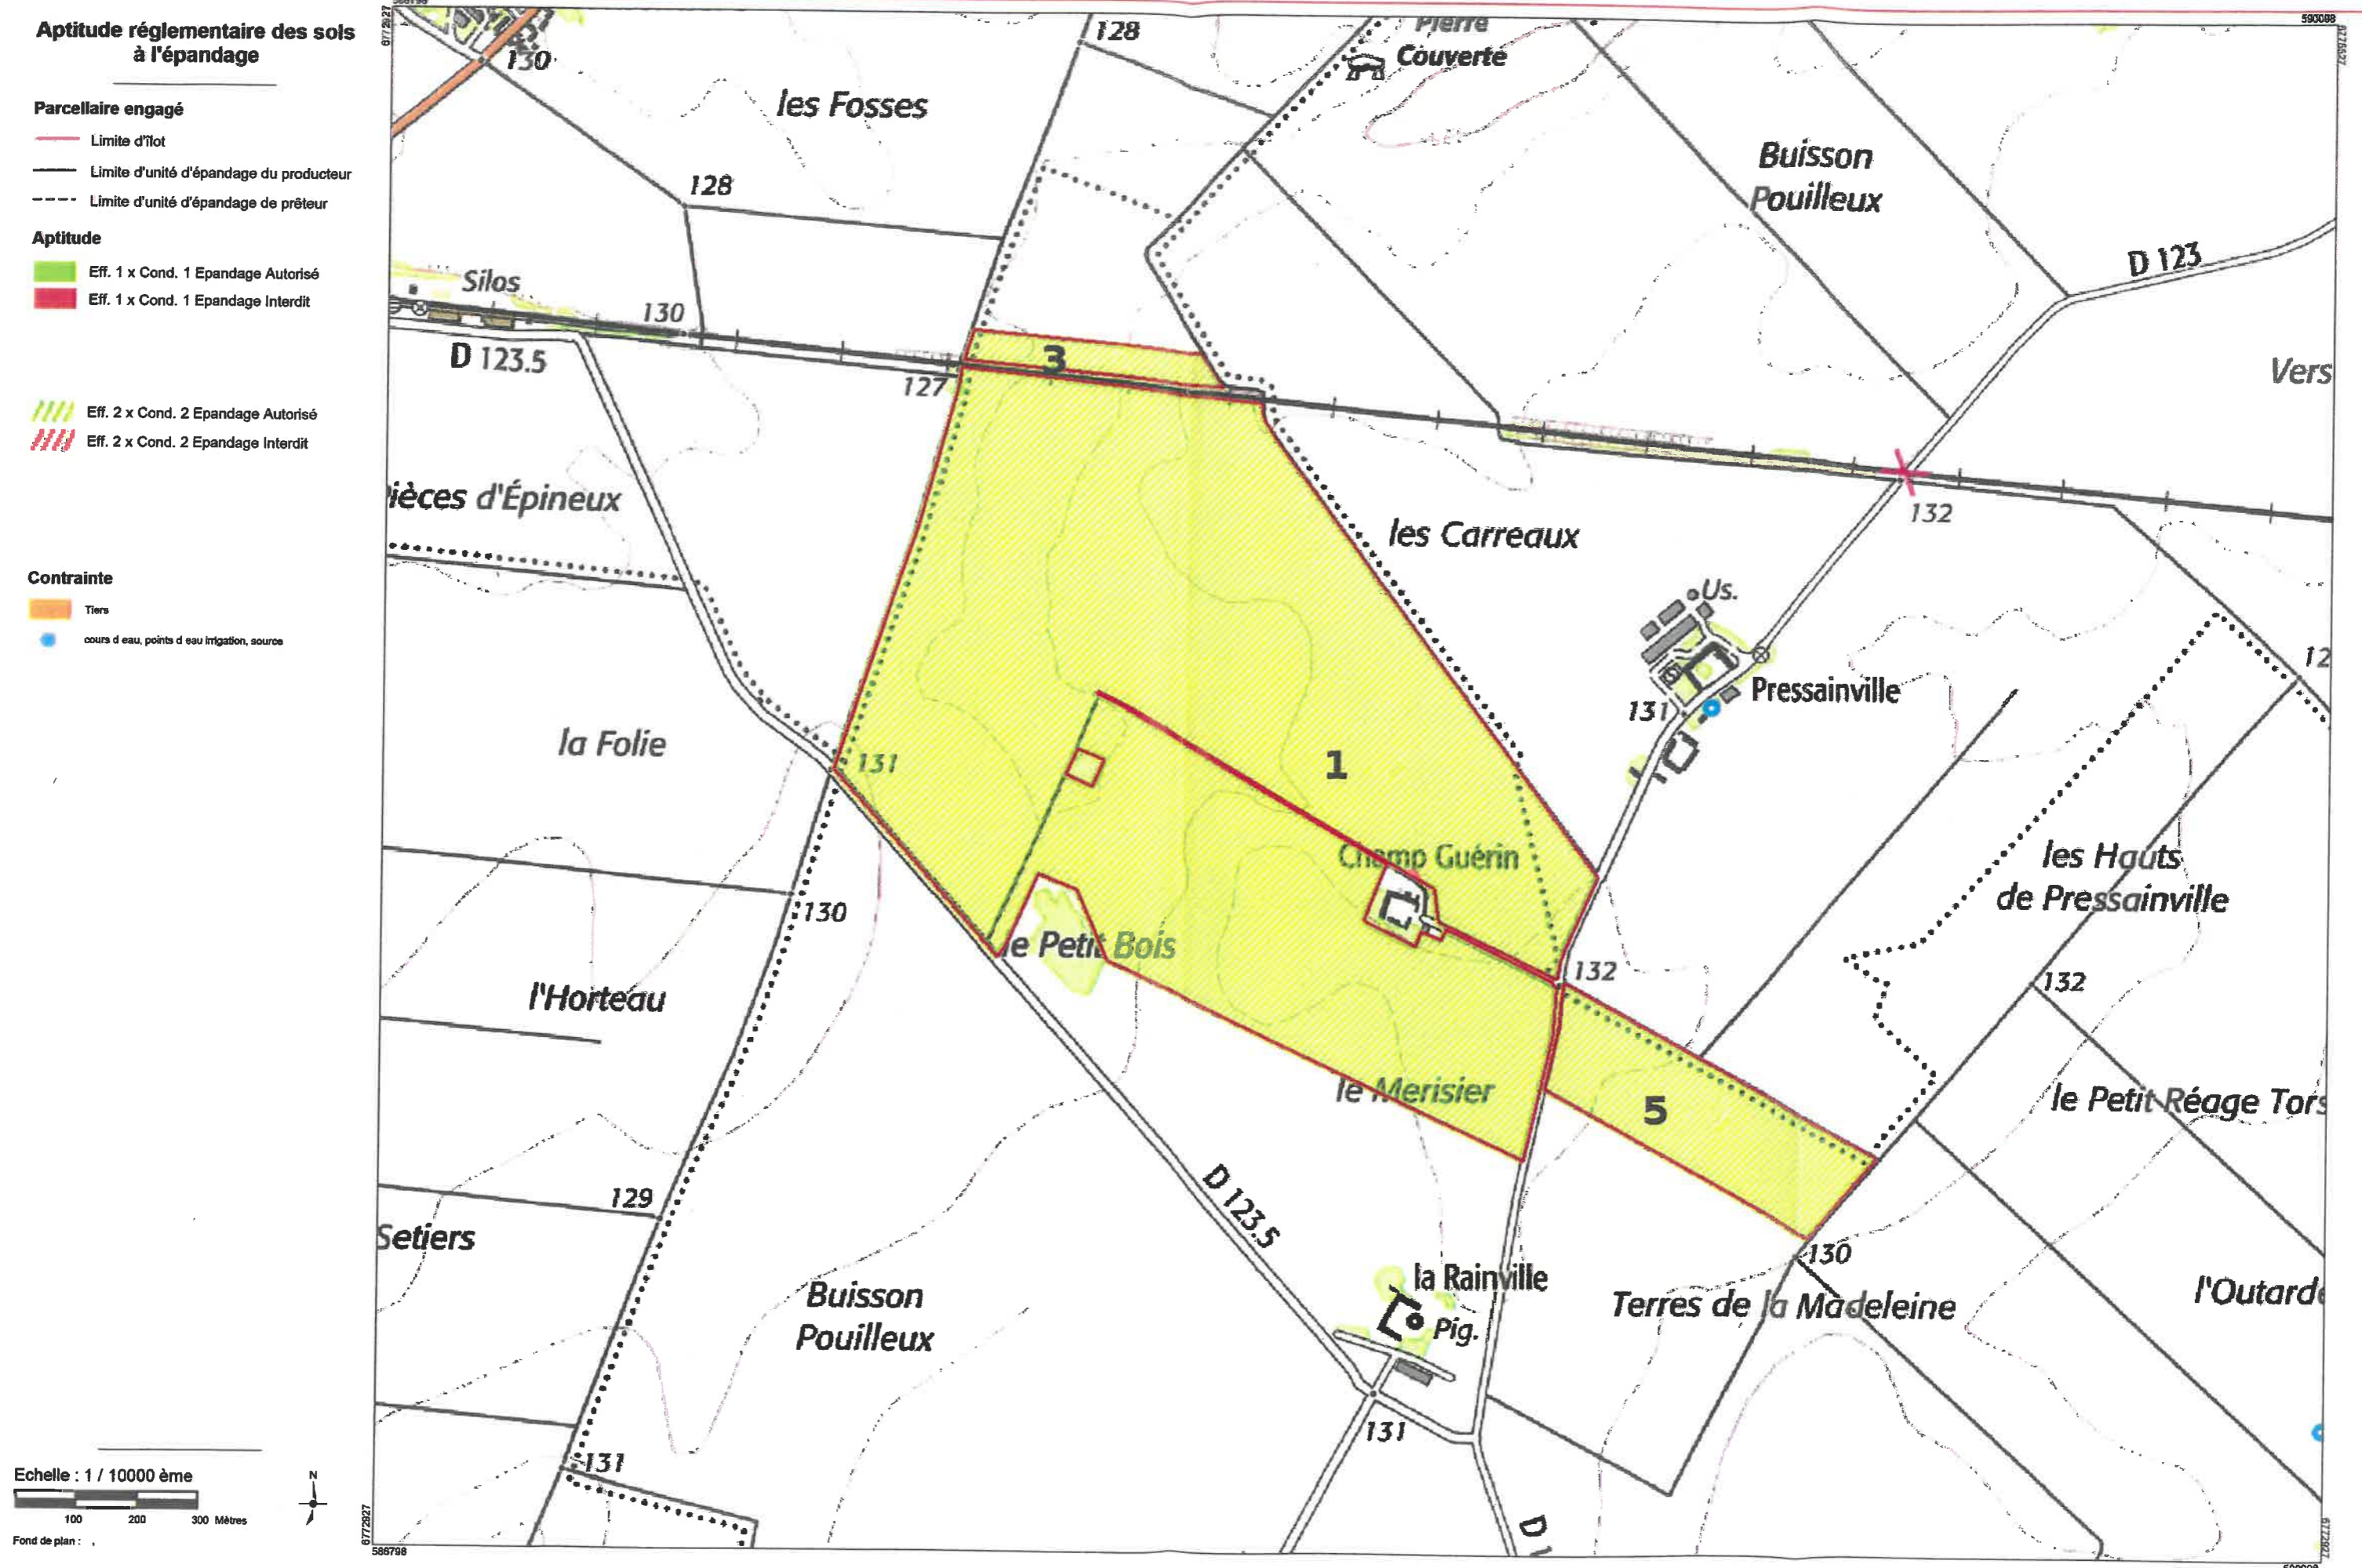 Aptitude réglementaire des sols
à l'épandage
Parcellaire engagé
Limite d'îlot
Limite d'unité d'épandage du producteur
Limite d'unité d'épandage de prêteur
Aptitude
Eff. 1 x Cond. 1 Epandage Autorisé
Eff. 1 x Cond. 1 Epandage Interdit
Eff. 2 x Cond. 2 Epandage Autorisé
Eff. 2 x Cond. 2 Epandage Interdit
Contrainte
Tiers
cours d eau, points d eau irrigation, source
Echelle : 1 / 10000 ème
100 200 300 Mètres
Fond de plan : ,
N
6772927
586798
590098
130
les Fosses
128
Pierre
Couverte
Buisson
Pouilleux
128
D 123
Silos
130
D 123.5
127
3
Vers
ièces d'Épineux
les Carreaux
132
Us.
12
Pressainville
131
la Folie
131
1
Champ Guérin
les Hauts
de Pressainville
130
le Petit Bois
132
132
l'Horteau
le Merisier
5
le Petit Réage Tors
129
D 123.5
Setiers
130
la Rainville
Pig.
Terres de la Madeleine
l'Outarde
Buisson
Pouilleux
131
131
D 1